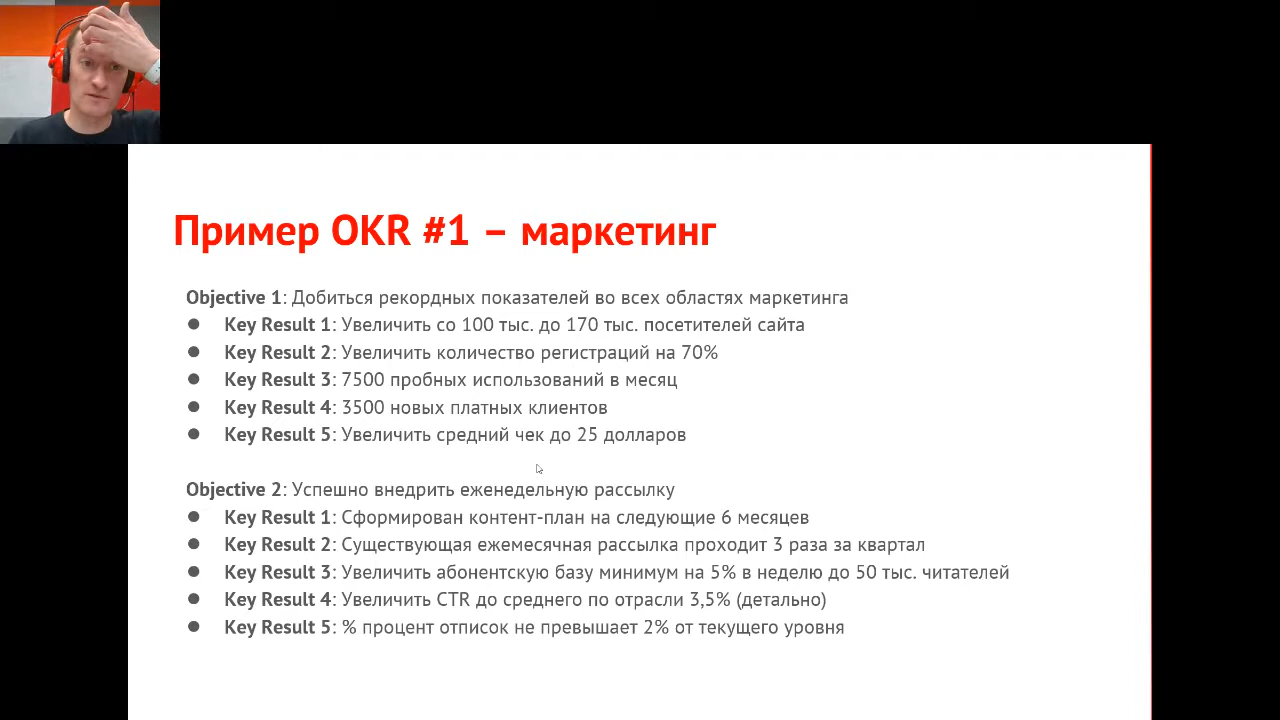 Пример OKR #1 – маркетинг
Objective 1: Добиться рекордных показателей во всех областях маркетинга
● Key Result 1: Увеличить со 100 тыс. до 170 тыс. посетителей сайта
● Key Result 2: Увеличить количество регистраций на 70%
● Key Result 3: 7500 пробных использований в месяц
● Key Result 4: 3500 новых платных клиентов
● Key Result 5: Увеличить средний чек до 25 долларов
Objective 2: Успешно внедрить еженедельную рассылку
● Key Result 1: Сформирован контент-план на следующие 6 месяцев
● Key Result 2: Существующая ежемесячная рассылка проходит 3 раза за квартал
● Key Result 3: Увеличить абонентскую базу минимум на 5% в неделю до 50 тыс. читателей
● Key Result 4: Увеличить CTR до среднего по отрасли 3,5% (детально)
● Key Result 5: % процент отписок не превышает 2% от текущего уровня